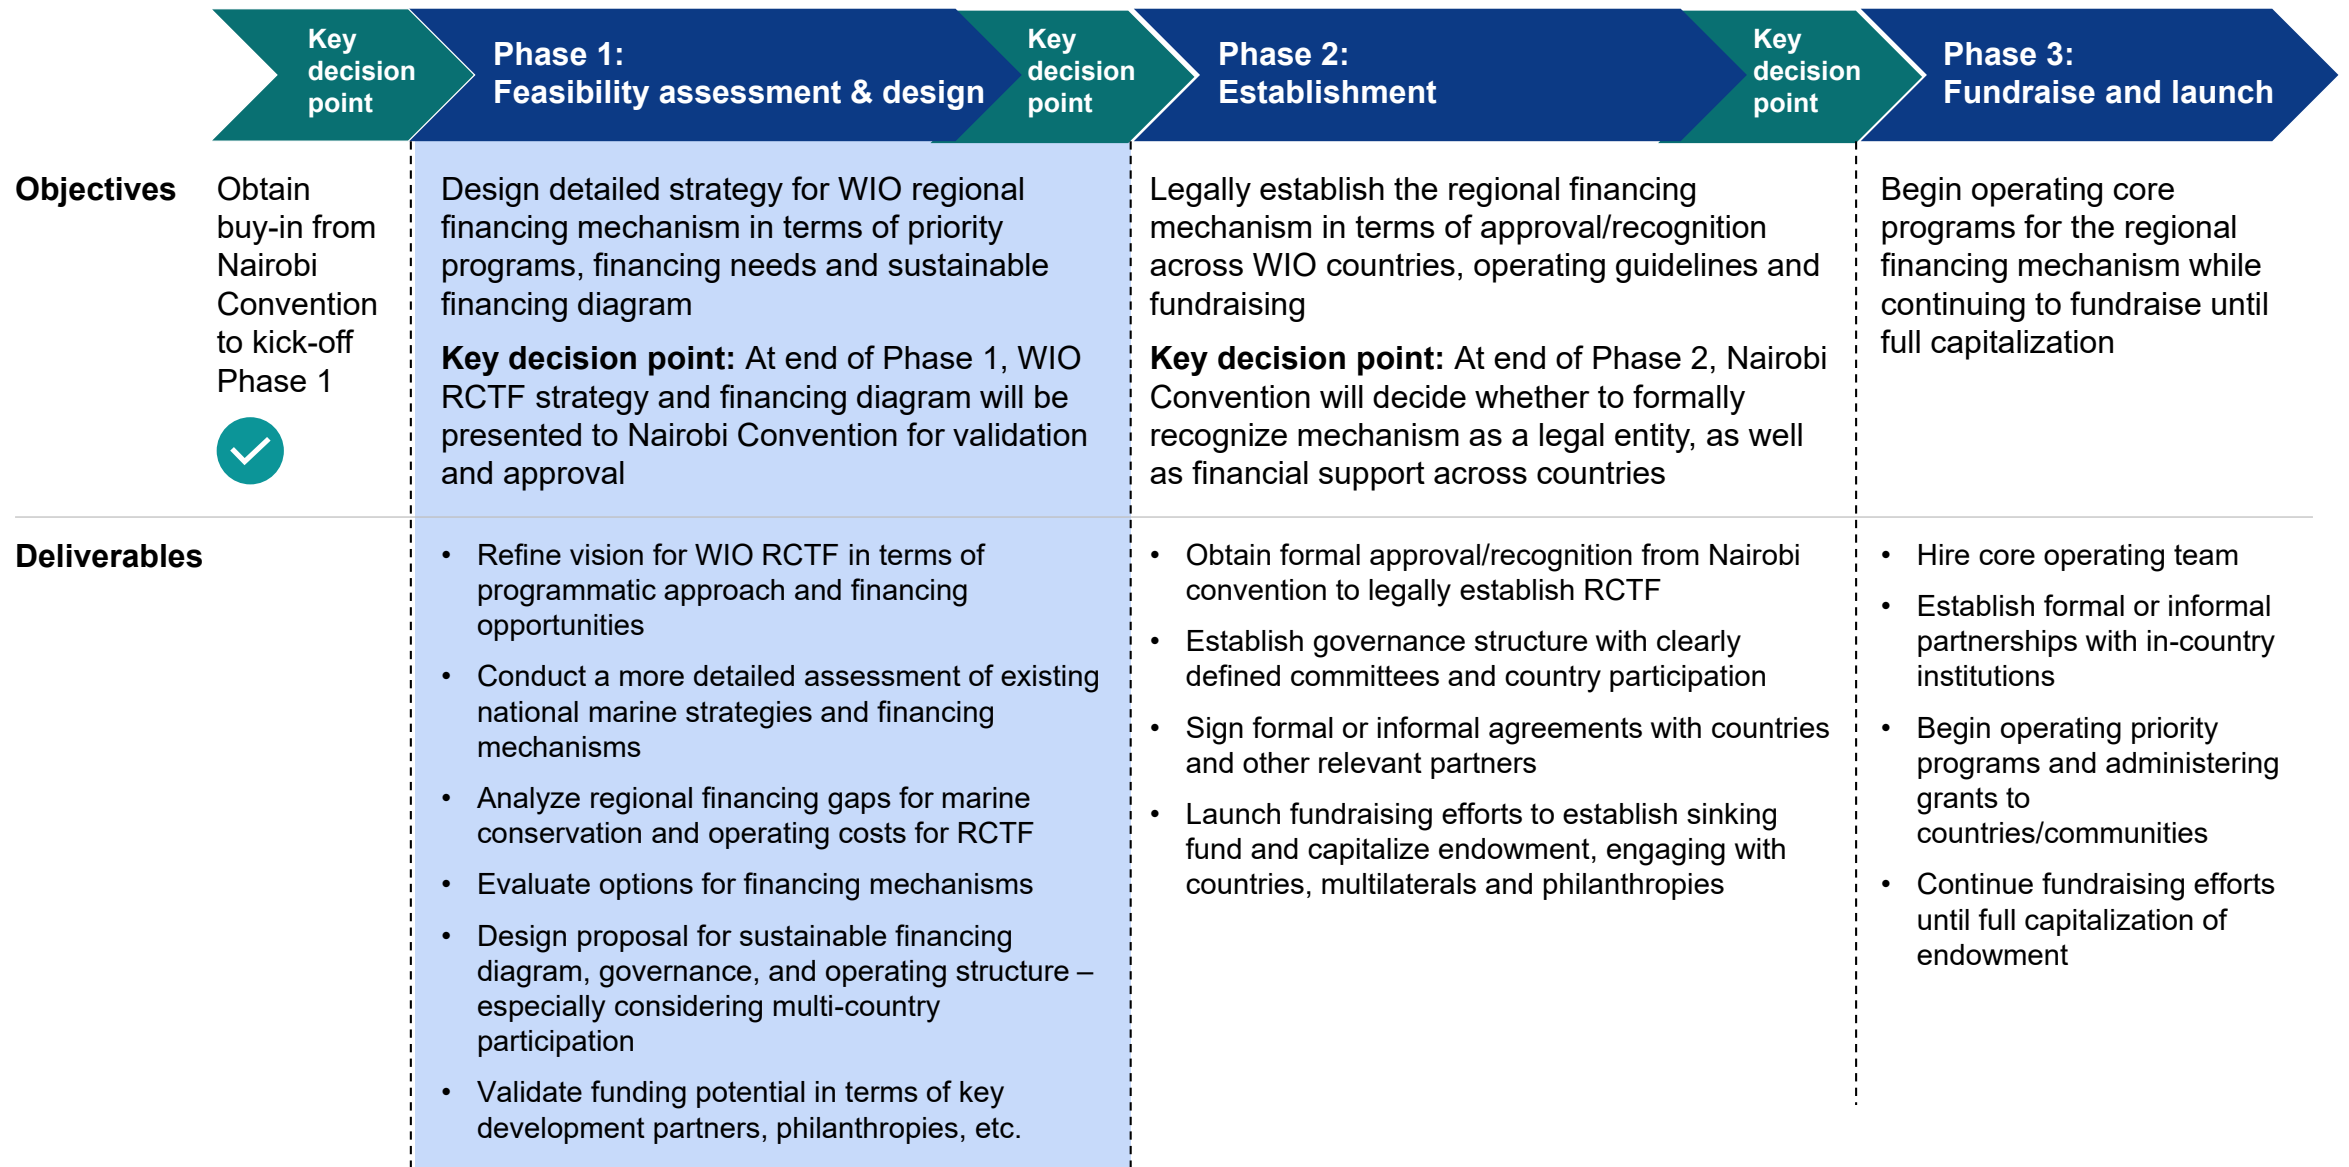 Key
decision
point
Phase 1:
Feasibility assessment & design
Key
decision
point
Phase 2:
Establishment
Key
decision
point
Phase 3:
Fundraise and launch
Objectives
Obtain
buy-in from
Nairobi
Convention
to kick-off
Phase 1
Design detailed strategy for WIO regional
financing mechanism in terms of priority
programs, financing needs and sustainable
financing diagram
Key decision point: At end of Phase 1, WIO
RCTF strategy and financing diagram will be
presented to Nairobi Convention for validation
and approval
Legally establish the regional financing
mechanism in terms of approval/recognition
across WIO countries, operating guidelines and
fundraising
Key decision point: At end of Phase 2, Nairobi
Convention will decide whether to formally
recognize mechanism as a legal entity, as well
as financial support across countries
Begin operating core
programs for the regional
financing mechanism while
continuing to fundraise until
full capitalization
Deliverables
• Refine vision for WIO RCTF in terms of
programmatic approach and financing
opportunities
• Conduct a more detailed assessment of existing
national marine strategies and financing
mechanisms
• Analyze regional financing gaps for marine
conservation and operating costs for RCTF
• Evaluate options for financing mechanisms
• Design proposal for sustainable financing
diagram, governance, and operating structure –
especially considering multi-country
participation
• Validate funding potential in terms of key
development partners, philanthropies, etc.
• Obtain formal approval/recognition from Nairobi
convention to legally establish RCTF
• Establish governance structure with clearly
defined committees and country participation
• Sign formal or informal agreements with countries
and other relevant partners
• Launch fundraising efforts to establish sinking
fund and capitalize endowment, engaging with
countries, multilaterals and philanthropies
• Hire core operating team
• Establish formal or informal
partnerships with in-country
institutions
• Begin operating priority
programs and administering
grants to
countries/communities
• Continue fundraising efforts
until full capitalization of
endowment